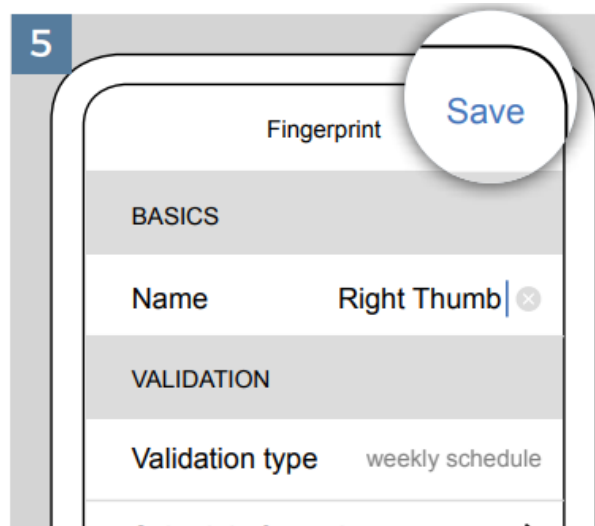 5
Fingerprint Save
BASICS
Name Right Thumb
VALIDATION
Validation type weekly schedule